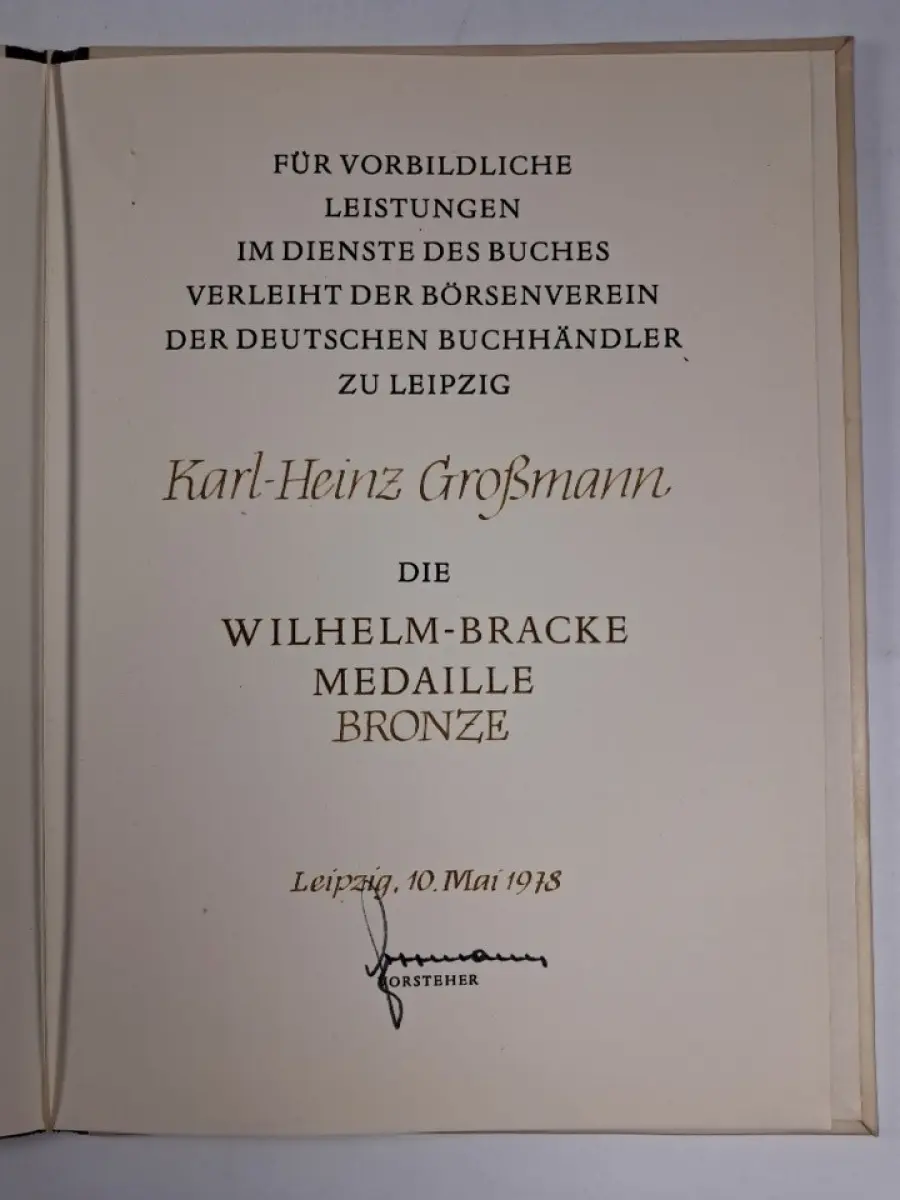 FÜR VORBILDLICHE
LEISTUNGEN
IM DIENSTE DES BUCHES
VERLEIHT DER BÖRSENVEREIN
DER DEUTSCHEN BUCHHÄNDLER
ZU LEIPZIG
Karl-Heinz Großmann
DIE
WILHELM-BRACKE
MEDAILLE
BRONZE
Leipzig, 10. Mai 1978
VORSTEHER